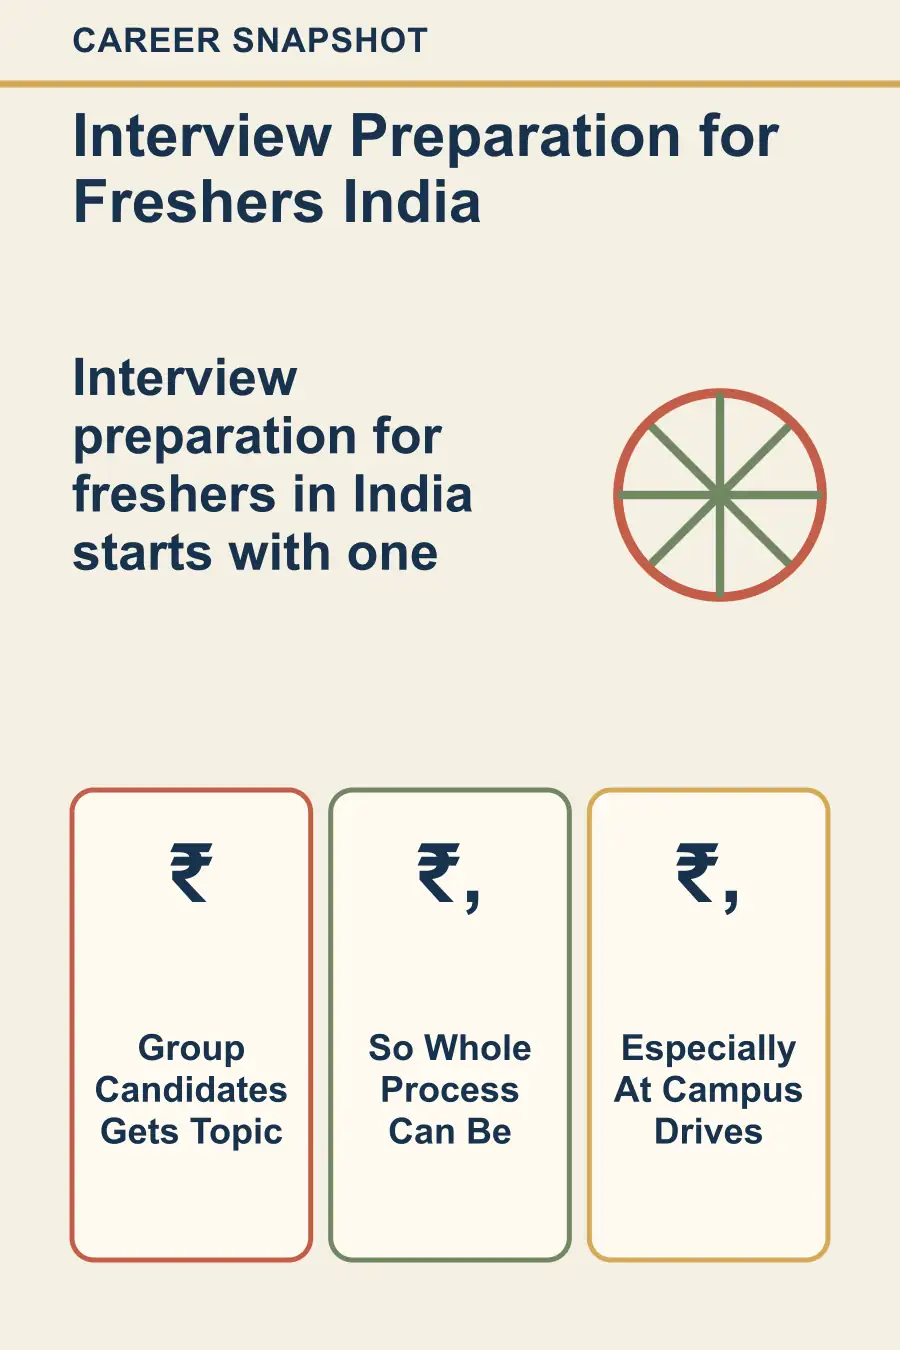 CAREER SNAPSHOT
Interview Preparation for
Freshers India
Interview
preparation for
freshers in India
starts with one
₹
Group
Candidates
Gets Topic
₹,
So Whole
Process
Can Be
₹,
Especially
At Campus
Drives